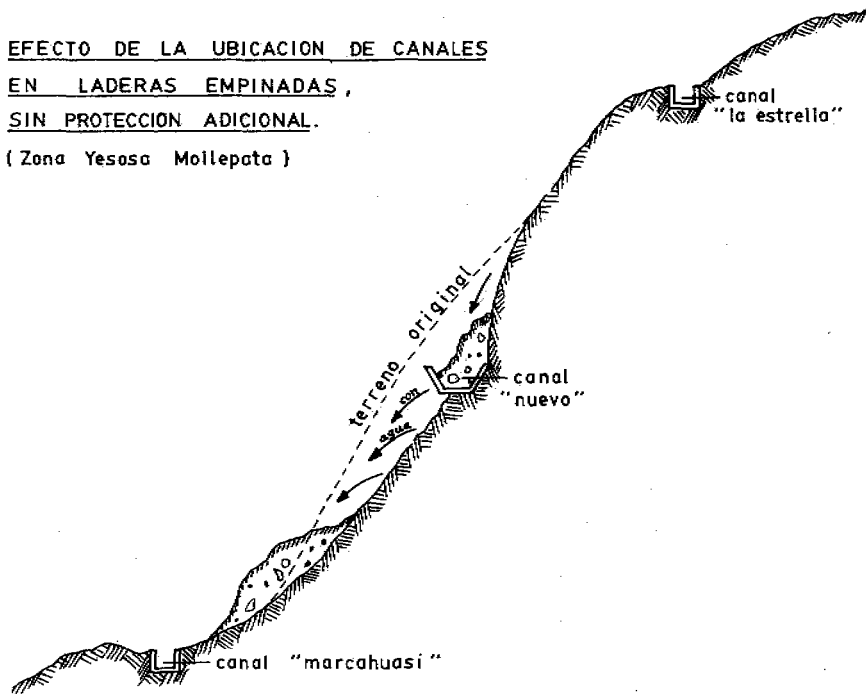 EFECTO DE LA UBICACION DE CANALES
EN LADERAS EMPINADAS,
SIN PROTECCION ADICIONAL.
(Zona Yesosa Mollepata)
canal
"la estrella"
terreno original
canal
"nuevo"
con
agua
canal "marcahuasi"